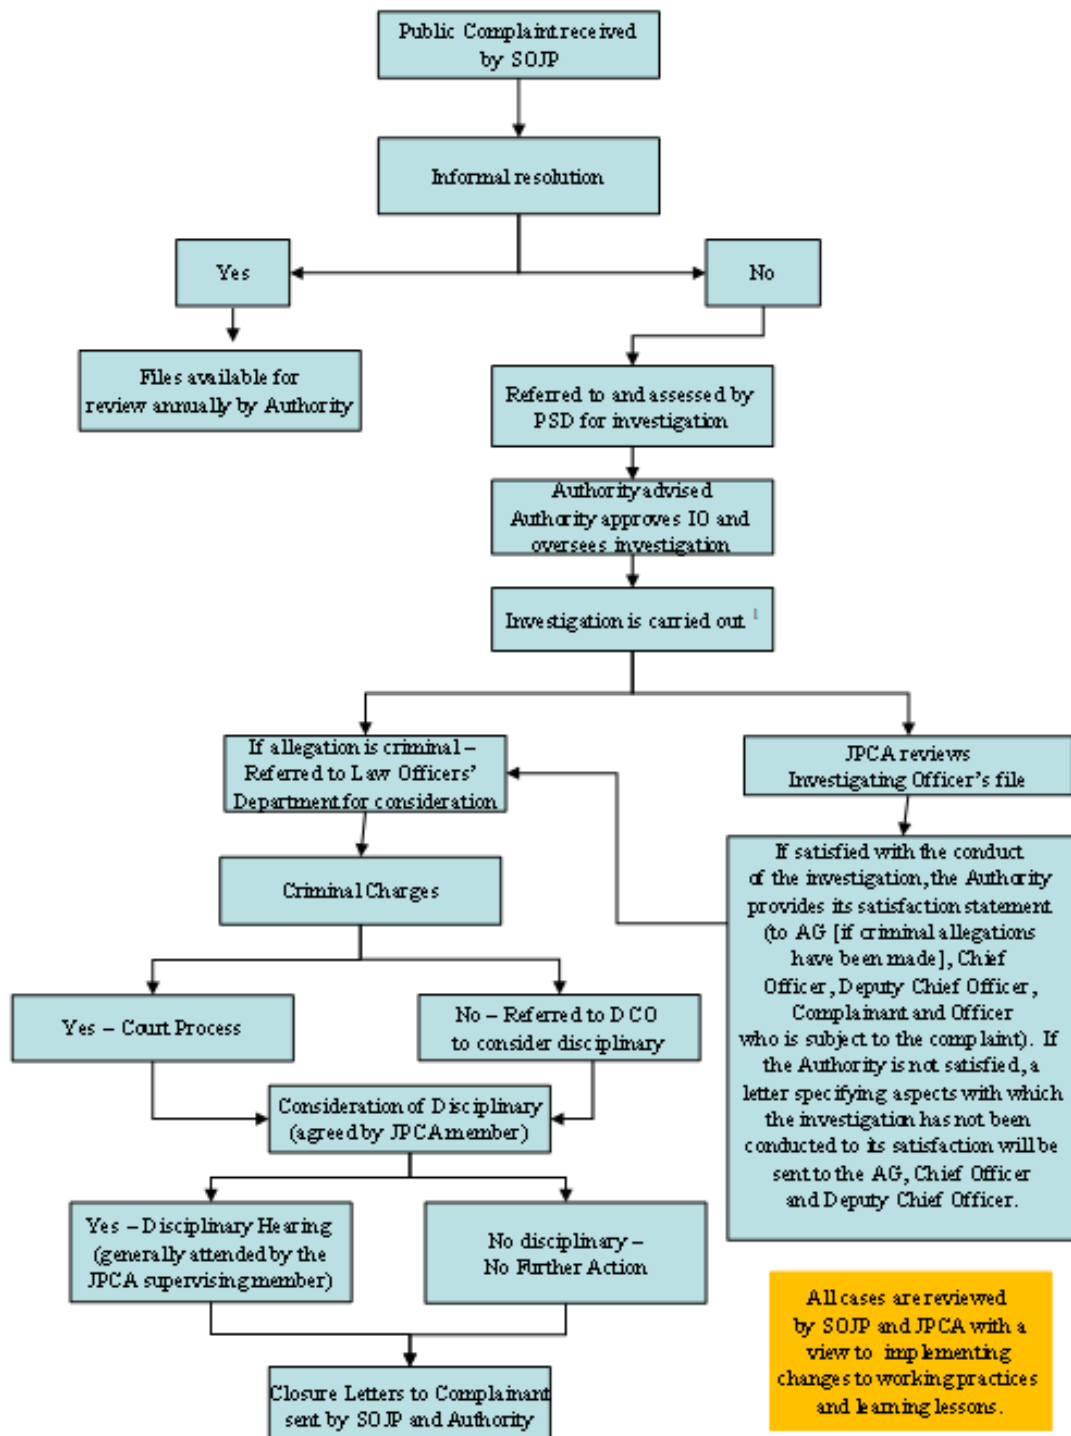 Public Complaint received
by SOJP
Informal resolution
Yes
No
Files available for
review annually by Authority
Referred to and assessed by
PSD for investigation
Authority advised
Authority approves IO and
oversees investigation
Investigation is carried out 1
If allegation is criminal –
Referred to Law Officers'
Department for consideration
JPCA reviews
Investigating Officer's file
Criminal Charges
If satisfied with the conduct
of the investigation, the Authority
provides its satisfaction statement
(to AG [if criminal allegations
have been made], Chief
Officer, Deputy Chief Officer,
Complainant and Officer
who is subject to the complaint). If
the Authority is not satisfied, a
letter specifying aspects with which
the investigation has not been
conducted to its satisfaction will be
sent to the AG, Chief Officer
and Deputy Chief Officer.
Yes – Court Process
No – Referred to DCO
to consider disciplinary
Consideration of Disciplinary
(agreed by JPCA member)
Yes – Disciplinary Hearing
(generally attended by the
JPCA supervising member)
No disciplinary –
No Further Action
All cases are reviewed
by SOJP and JPCA with a
view to implementing
changes to working practices
and learning lessons.
Closure Letters to Complainant
sent by SOJP and Authority